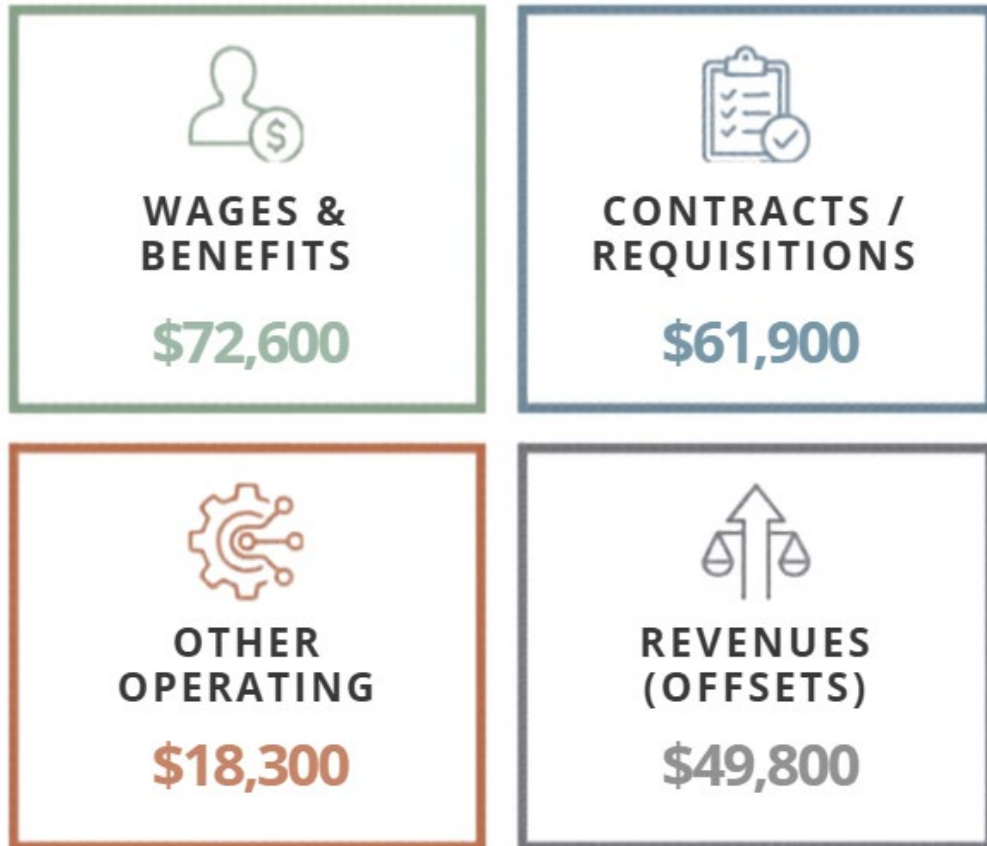 WAGES &
BENEFITS
$72,600
CONTRACTS /
REQUISITIONS
$61,900
OTHER
OPERATING
$18,300
REVENUES
(OFFSETS)
$49,800